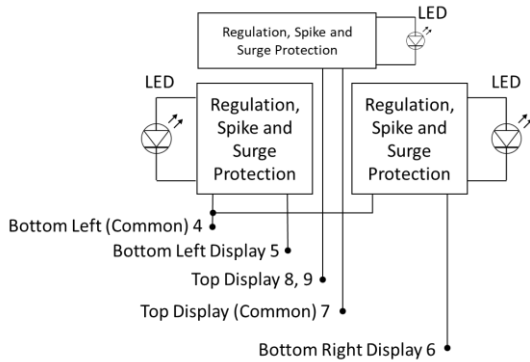 LED
Regulation, Spike and
Surge Protection
LED
Regulation,
Spike and
Surge
Protection
Regulation,
Spike and
Surge
Protection
LED
Bottom Left (Common) 4
Bottom Left Display 5
Top Display 8, 9
Top Display (Common) 7
Bottom Right Display 6